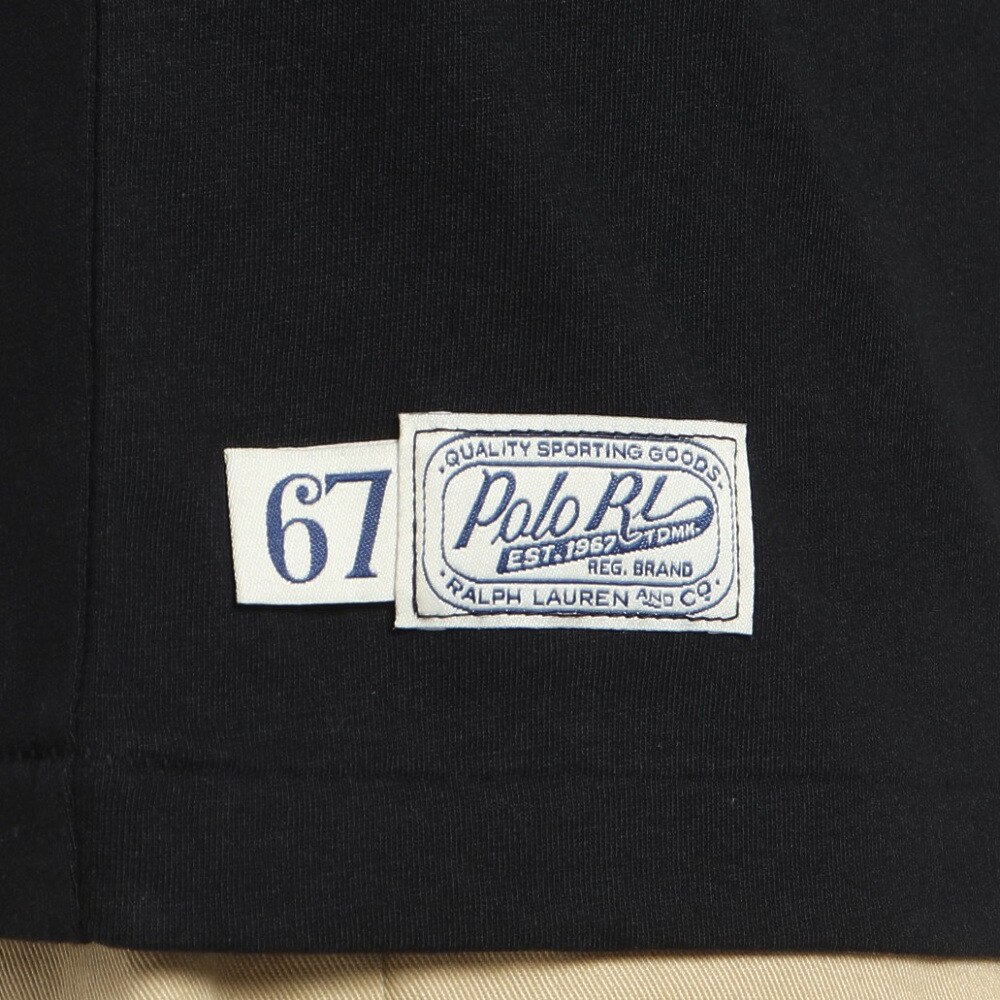 67
·QUALITY SPORTING GOODS·
Polo RL
EST. 1967 TDMK
REG. BRAND
·RALPH LAUREN AND CO.·